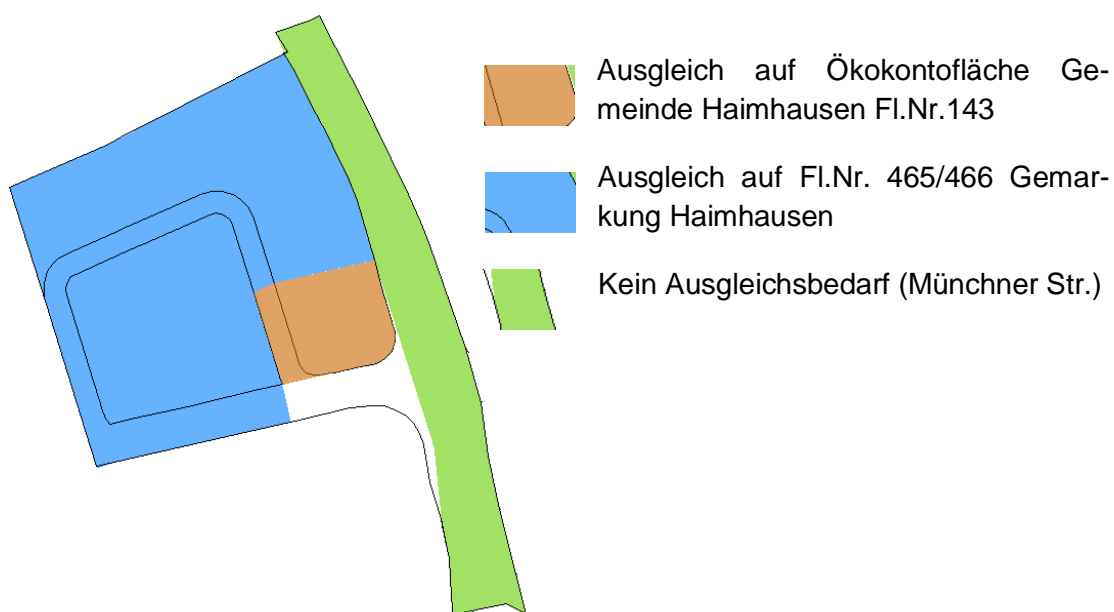 Ausgleich auf Ökokontofläche Ge-
meinde Haimhausen Fl.Nr.143
Ausgleich auf Fl.Nr. 465/466 Gemar-
kung Haimhausen
Kein Ausgleichsbedarf (Münchner Str.)